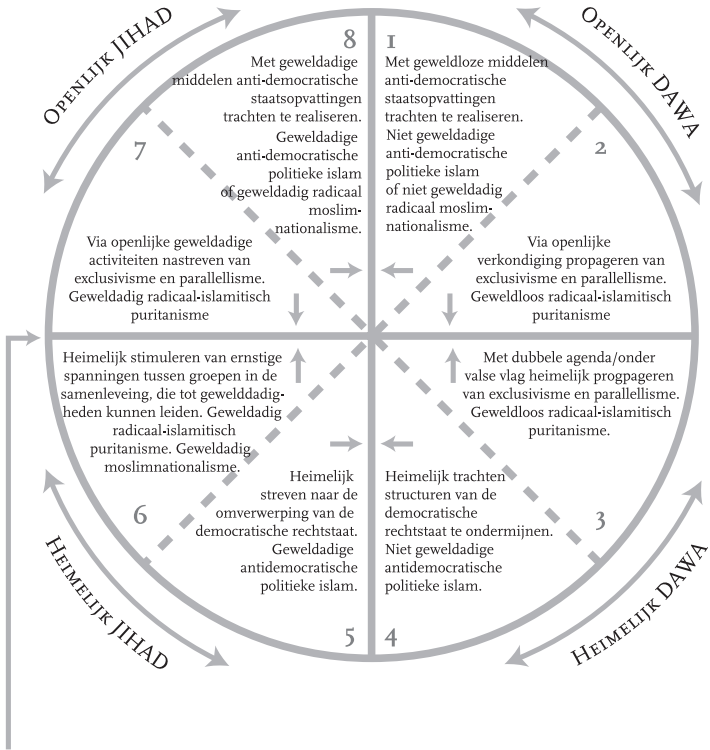 OPENLIJK JIHAD
OPENLIJK DAWA
8
Met geweldadige
middelen anti-democratische
staatsopvattingen
trachten te realiseren.
Geweldadige
anti-democratische
politieke islam
of geweldadig radicaal
moslim-
nationalisme.
1
Met geweldloze middelen
anti-democratische
staatsopvattingen
trachten te realiseren.
Niet geweldadige
anti-democratische
politieke islam
of niet geweldadig
radicaal moslim-
nationalisme.
7
Via openlijke geweldadige
activiteiten nastreven van
exclusivisme en parallellisme.
Geweldadig radicaal-islamitisch
puritanisme
2
Via openlijke
verkondiging propageren van
exclusivisme en parallellisme.
Geweldloos radicaal-islamitisch
puritanisme
Heimelijk stimuleren van ernstige
spanningen tussen groepen in de
samenleveing, die tot gewelddadig-
heden kunnen leiden. Geweldadig
radicaal-islamitisch
puritanisme. Geweldadig
moslimnationalisme.
6
Met dubbele agenda/onder
valse vlag heimelijk progpageren
van exclusivisme en parallellisme.
Geweldloos radicaal-islamitisch
puritanisme.
3
Heimelijk
streven naar de
omverwerping van de
democratische rechtstaat.
Geweldadige
antidemocratische
politieke islam.
5
Heimelijk trachten
structuren van de
democratische
rechtstaat te ondermijnen.
Niet geweldadige
antidemocratische
politieke islam.
4
HEIMELIJK JIHAD
HEIMELIJK DAWA